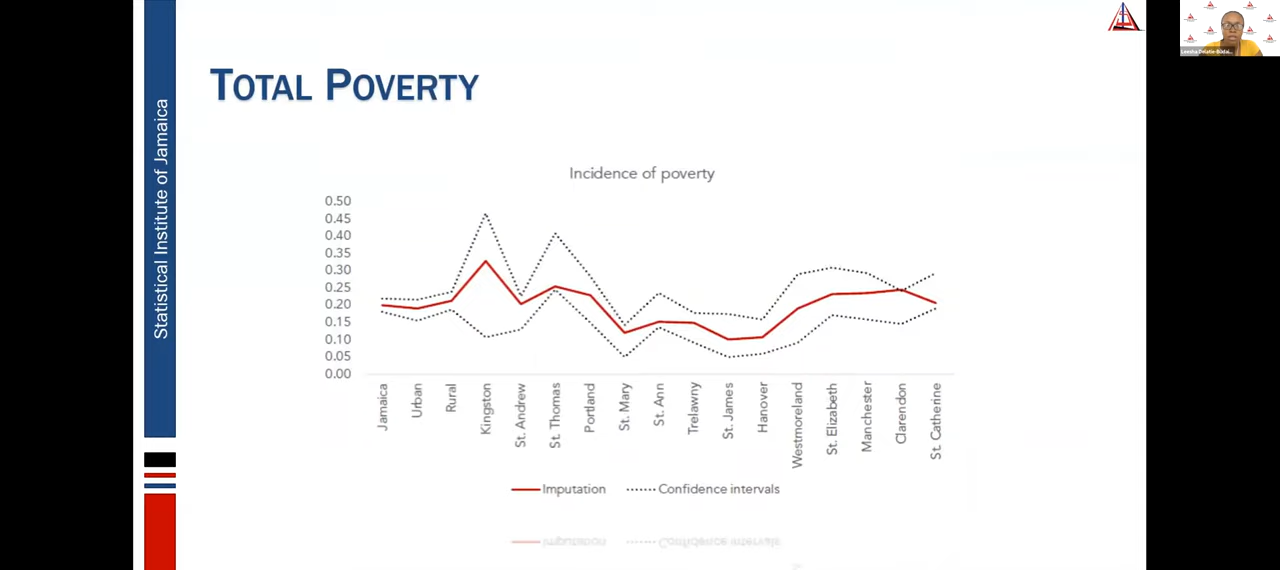 Statistical Institute of Jamaica
TOTAL POVERTY
Incidence of poverty
0.50
0.45
0.40
0.35
0.30
0.25
0.20
0.15
0.10
0.05
0.00
Jamaica
Urban
Rural
Kingston
St. Andrew
St. Thomas
Portland
St. Mary
St. Ann
Trelawny
St. James
Hanover
Westmoreland
St. Elizabeth
Manchester
Clarendon
St. Catherine
Imputation
Confidence intervals